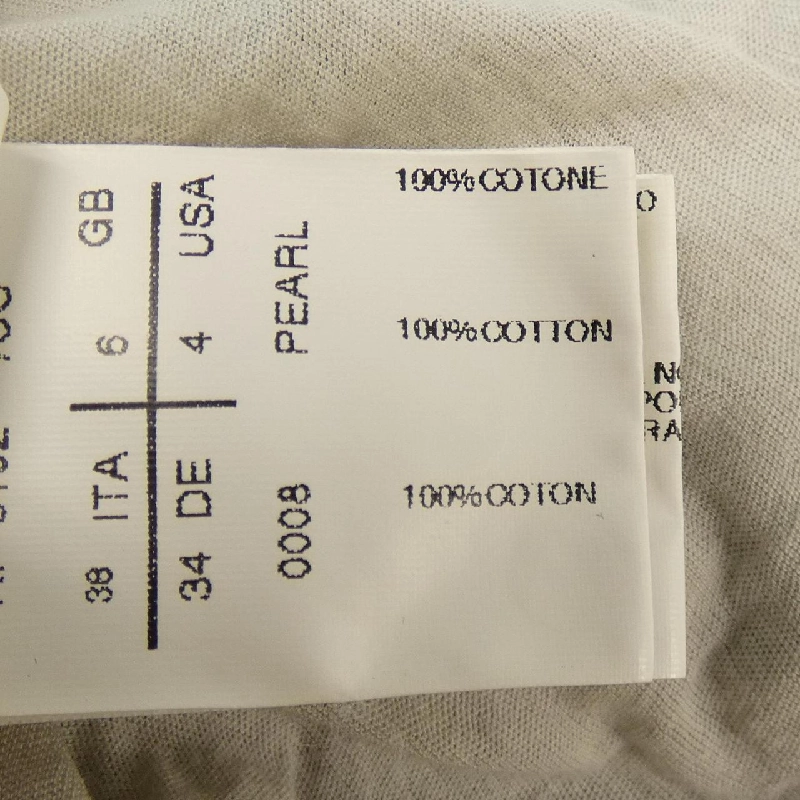 38 ITA 6 GB
34 DE 4 USA
0008 PEARL
100% COTONE
100% COTTON
100% COTON